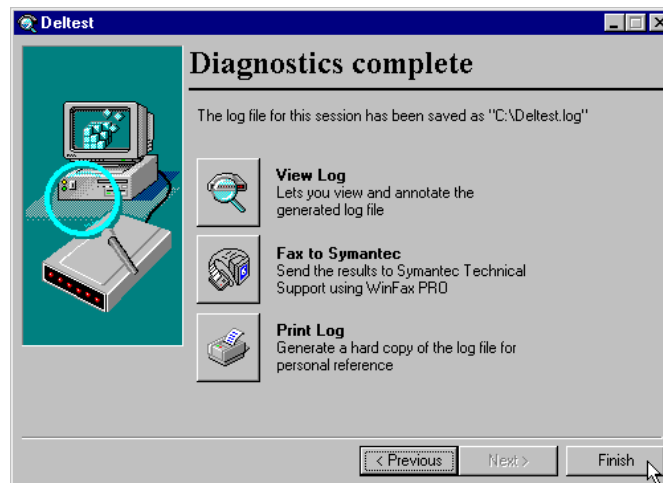 Deltest
Diagnostics complete
The log file for this session has been saved as "C:\Deltest.log"
View Log
Lets you view and annotate the
generated log file
Fax to Symantec
Send the results to Symantec Technical
Support using WinFax PRO
Print Log
Generate a hard copy of the log file for
personal reference
< Previous
Next >
Finish